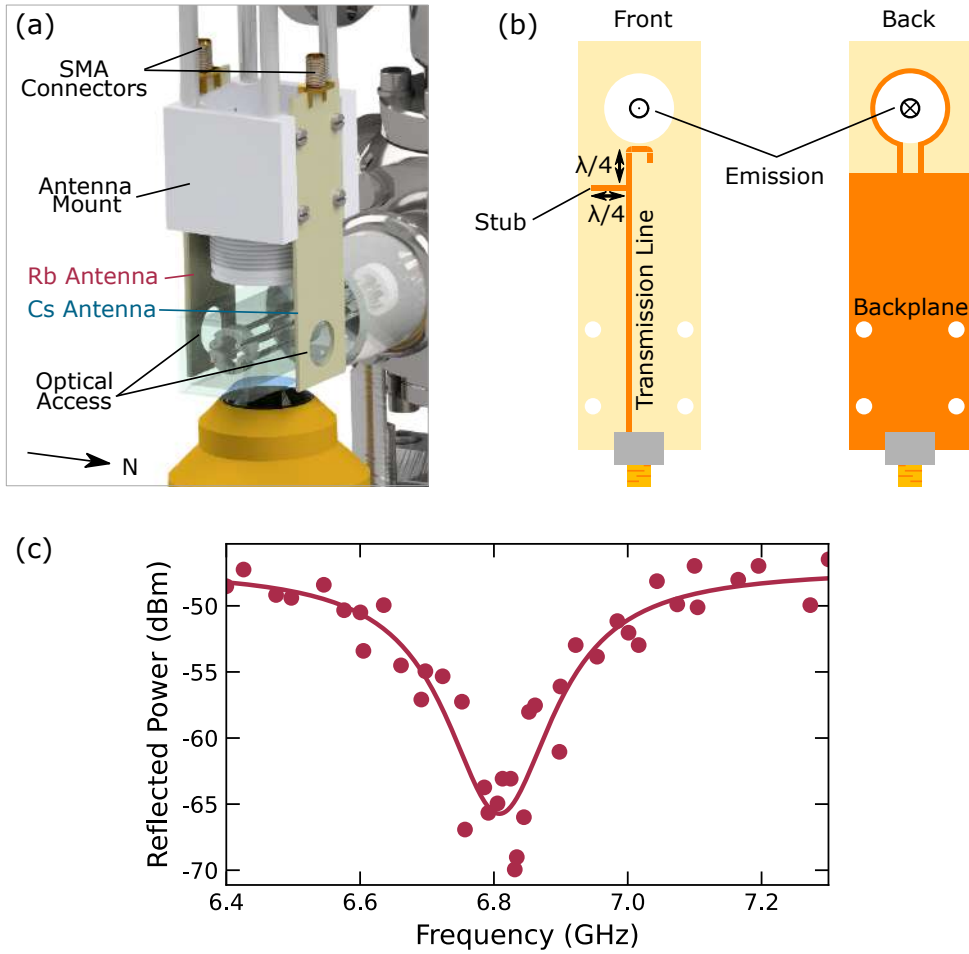 (a)
SMA
Connectors
Antenna
Mount
Rb Antenna
Cs Antenna
Optical
Access
N
(b)
Front
Back
λ/4
Stub
λ/4
Emission
Transmission Line
Backplane
(c)
Reflected Power (dBm)
-50
-55
-60
-65
-70
6.4
6.6
6.8
7.0
7.2
Frequency (GHz)